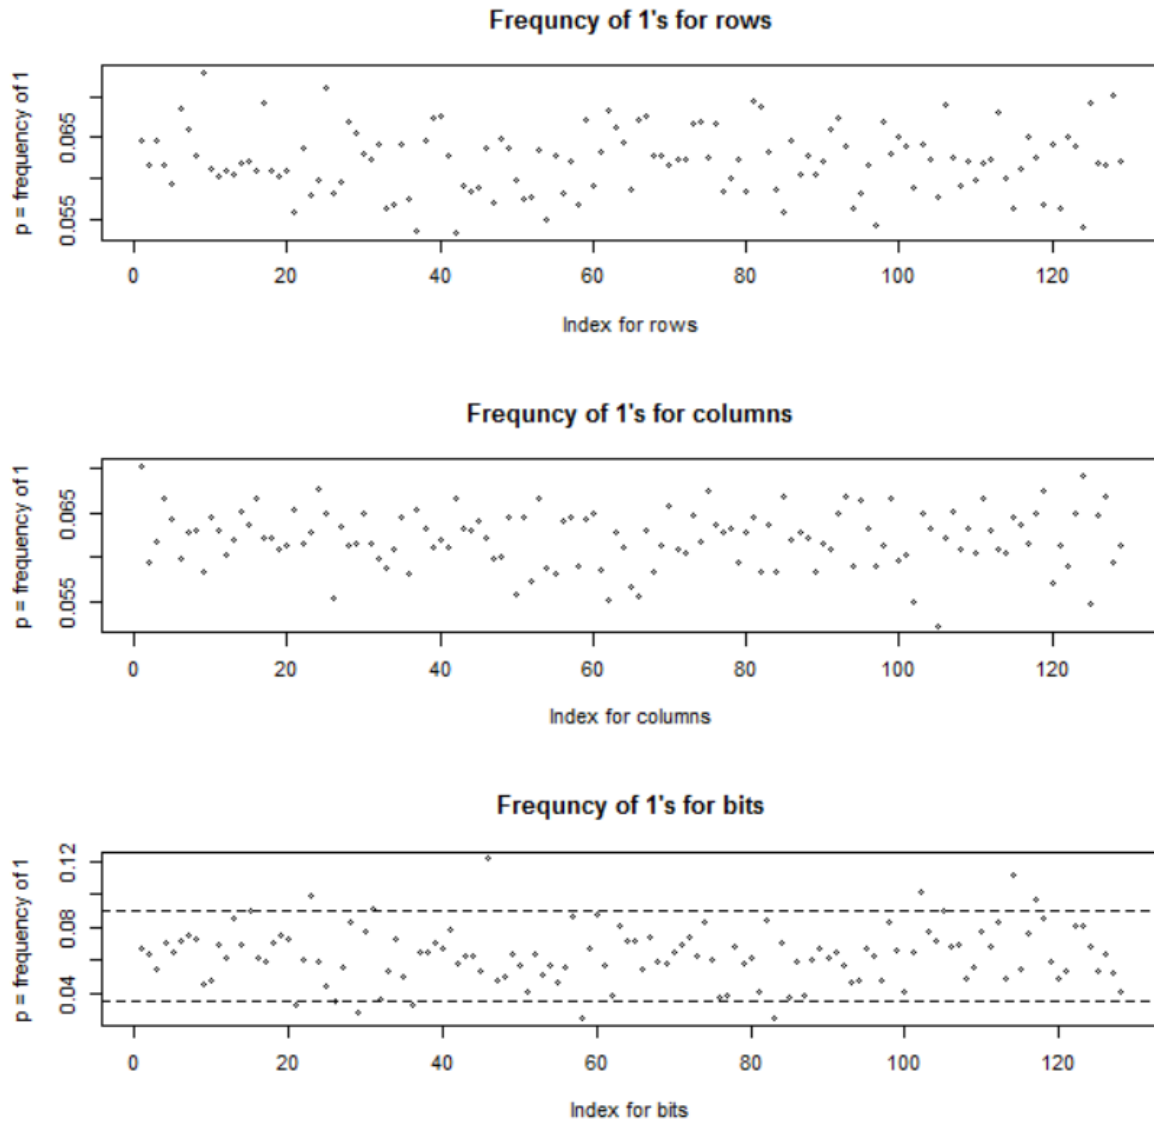 Frequncy of 1's for rows
p = frequency of 1
0.055 0.065
0 20 40 60 80 100 120
Index for rows
Frequncy of 1's for columns
p = frequency of 1
0.055 0.065
0 20 40 60 80 100 120
Index for columns
Frequncy of 1's for bits
p = frequency of 1
0.04 0.08 0.12
0 20 40 60 80 100 120
Index for bits